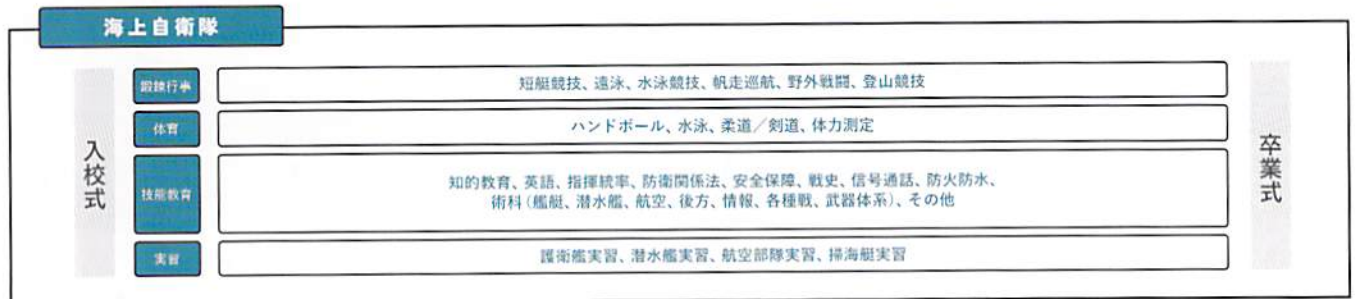 海上自衛隊
入校式
鍛錬行事
短艇競技、遠泳、水泳競技、帆走巡航、野外戦闘、登山競技
体育
ハンドボール、水泳、柔道／剣道、体力測定
技能教育
知的教育、英語、指揮統率、防衛関係法、安全保障、戦史、信号通話、防火防水、
術科（艦艇、潜水艦、航空、後方、情報、各種戦、武器体系）、その他
実習
護衛艦実習、潜水艦実習、航空部隊実習、掃海艇実習
卒業式